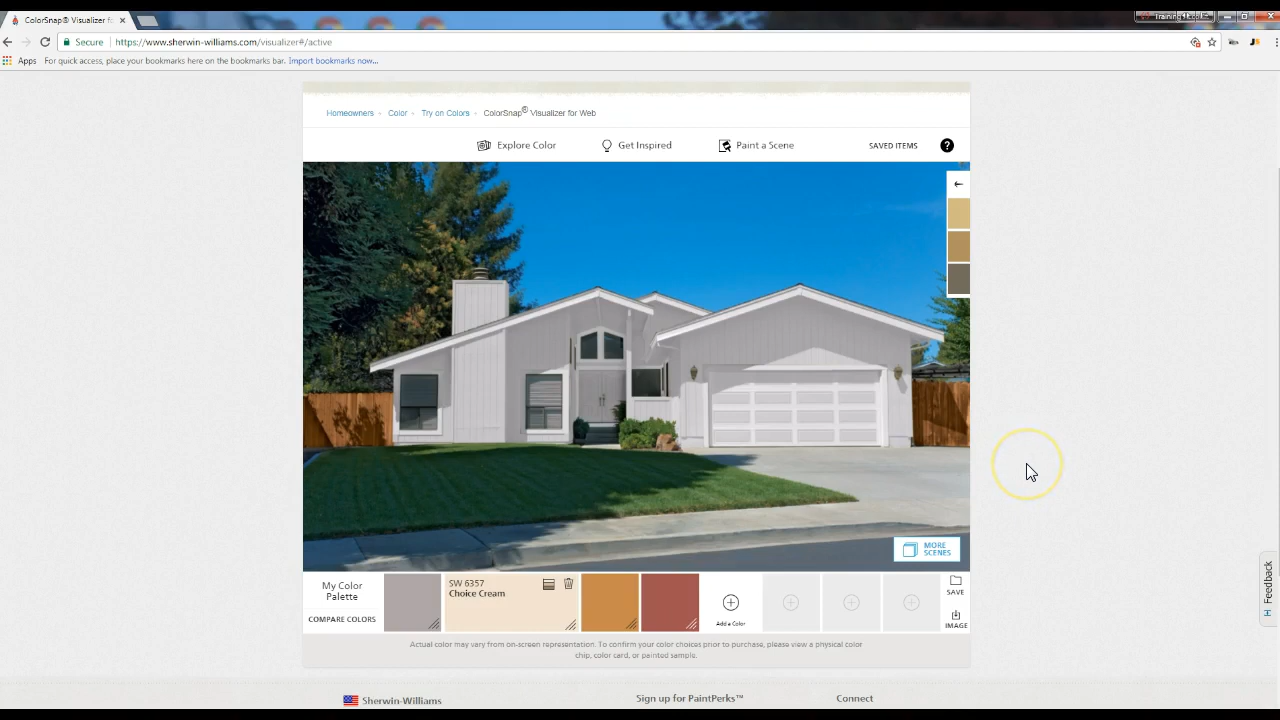 ColorSnap® Visualizer fo
Secure
https://www.sherwin-williams.com/visualizer#/active
Apps
For quick access, place your bookmarks here on the bookmarks bar.
Import bookmarks now...
Homeowners
Color
Try on Colors
ColorSnap® Visualizer for Web
Explore Color
Get Inspired
Paint a Scene
SAVED ITEMS
?
MORE
SCENES
My Color
Palette
COMPARE COLORS
SW 6357
Choice Cream
Add a Color
SAVE
IMAGE
Actual color may vary from on-screen representation. To confirm your color choices prior to purchase, please view a physical color
chip, color card, or painted sample.
Feedback
Sherwin-Williams
Sign up for PaintPerks™
Connect